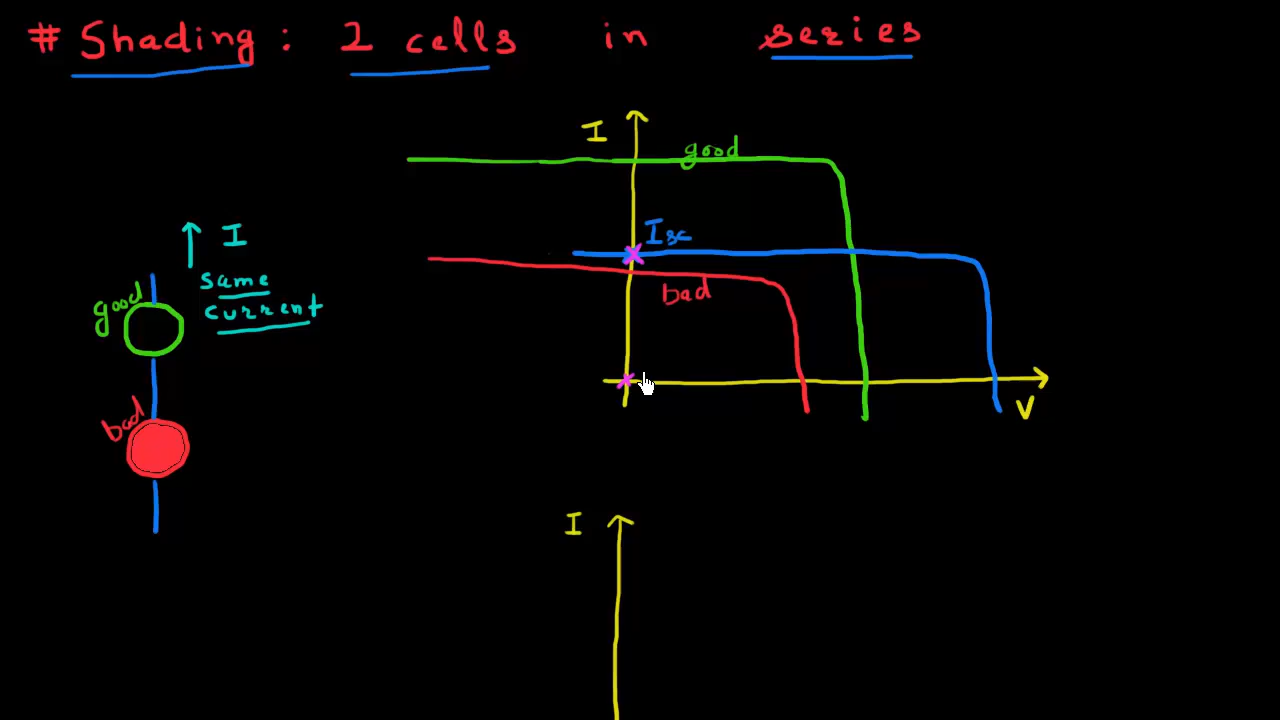 # Shading : 2 cells in series
I
good
Isc
bad
V
I
same
current
good
bad
I